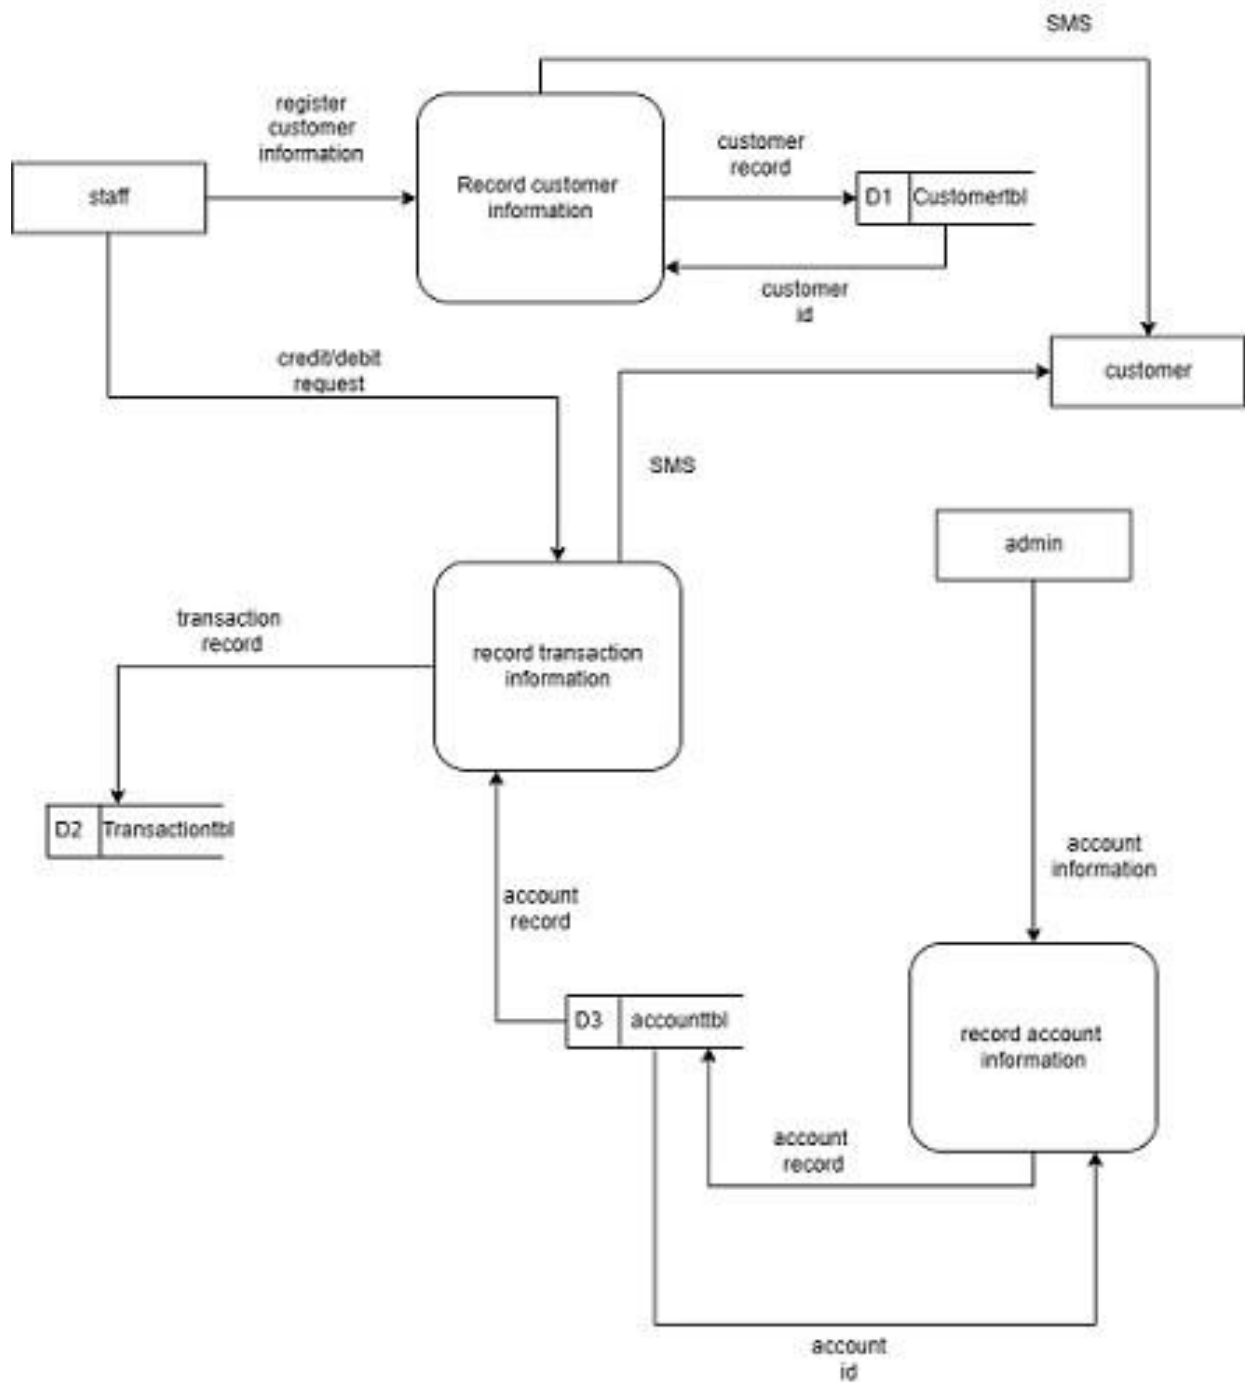 SMS
register
customer
information
customer
record
staff
Record customer
information
D1
Customertbl
customer
id
credit/debit
request
customer
SMS
admin
transaction
record
record transaction
information
D2
Transactiontbl
account
information
account
record
D3
accounttbl
record account
information
account
record
account
id